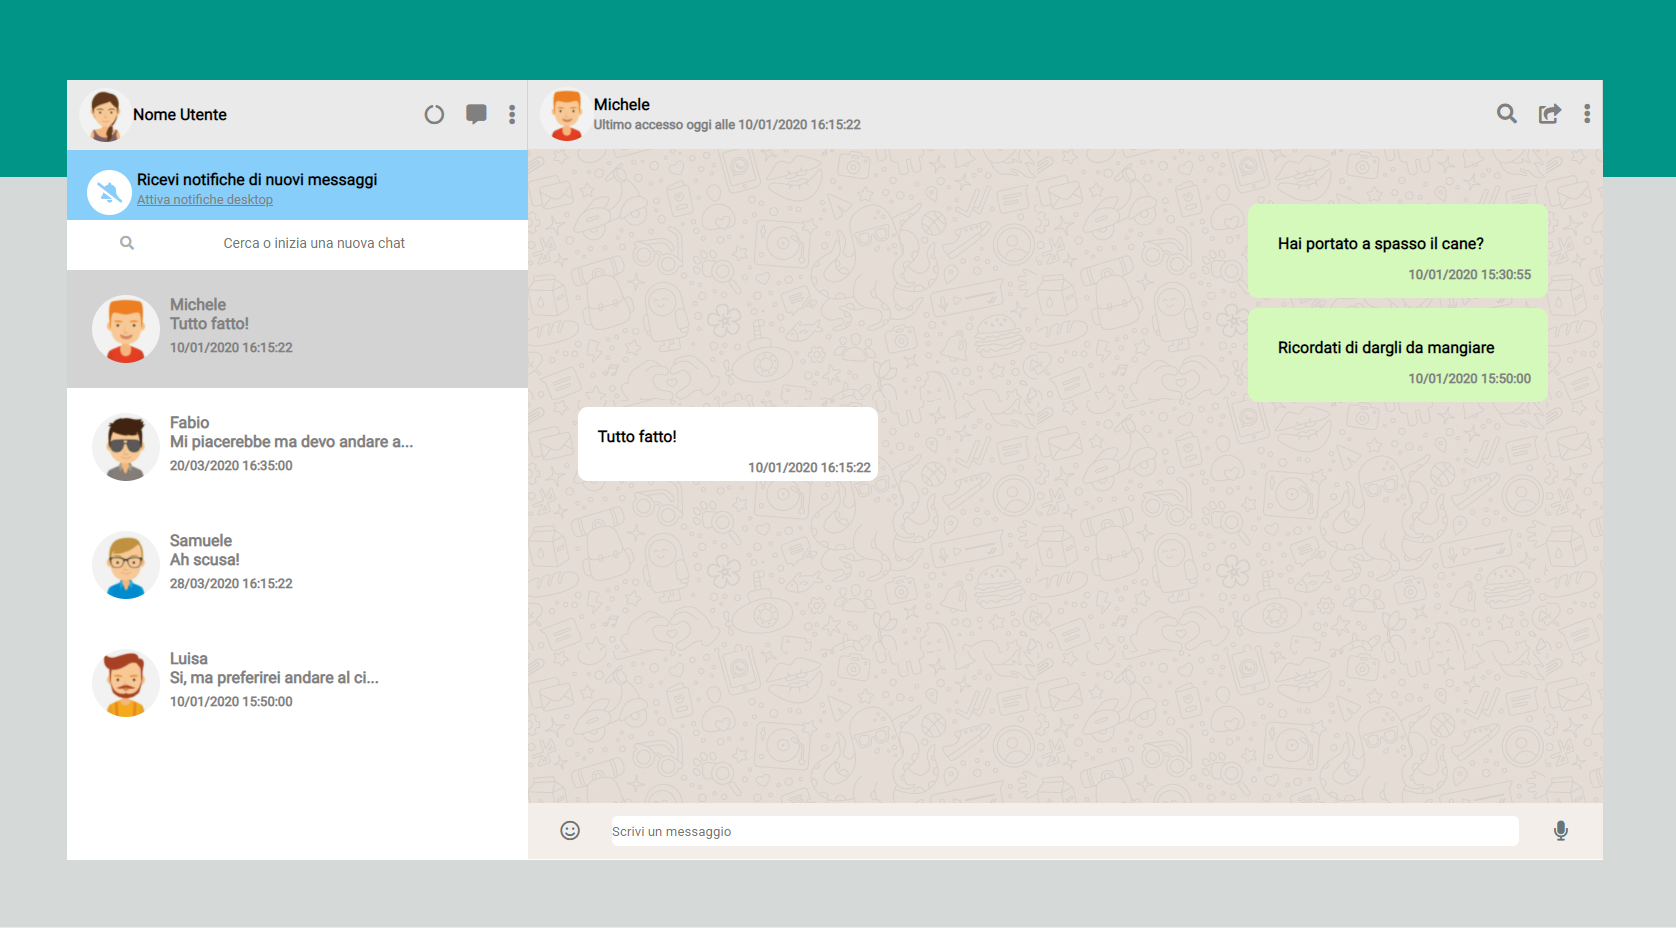 Nome Utente
Ricevi notifiche di nuovi messaggi
Attiva notifiche desktop
Cerca o inizia una nuova chat
Michele
Tutto fatto!
10/01/2020 16:15:22
Fabio
Mi piacerebbe ma devo andare a...
20/03/2020 16:35:00
Samuele
Ah scusa!
28/03/2020 16:15:22
Luisa
Si, ma preferirei andare al ci...
10/01/2020 15:50:00
Michele
Ultimo accesso oggi alle 10/01/2020 16:15:22
Hai portato a spasso il cane?
10/01/2020 15:30:55
Ricordati di dargli da mangiare
10/01/2020 15:50:00
Tutto fatto!
10/01/2020 16:15:22
Scrivi un messaggio